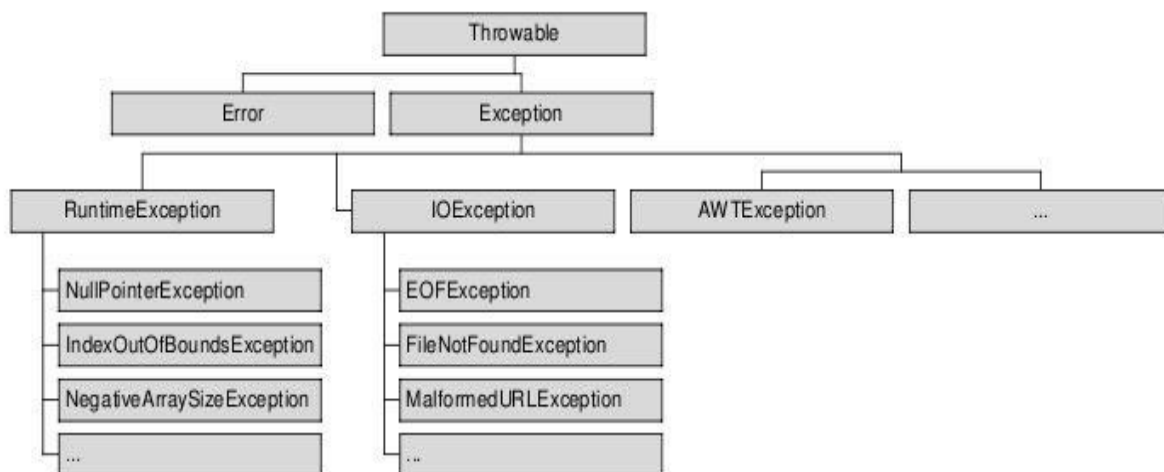 Throwable
Error
Exception
RuntimeException
IOException
AWTException
...
NullPointerException
EOFException
IndexOutOfBoundsException
FileNotFoundException
NegativeArraySizeException
MalformedURLException
...
...